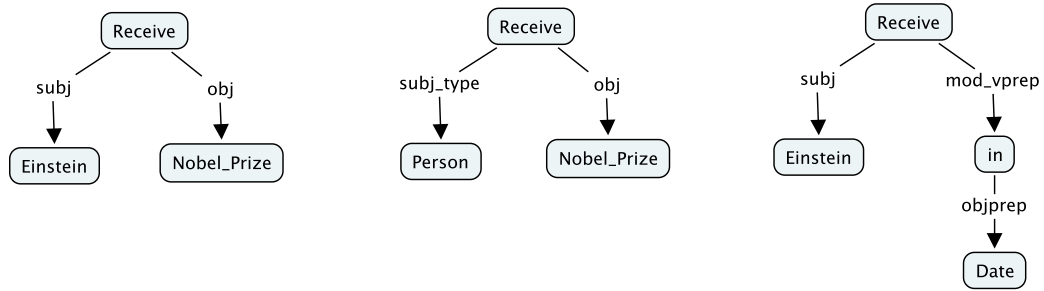 Receive
subj
obj
Einstein
Nobel_Prize
Receive
subj_type
obj
Person
Nobel_Prize
Receive
subj
mod_vprep
Einstein
in
objprep
Date